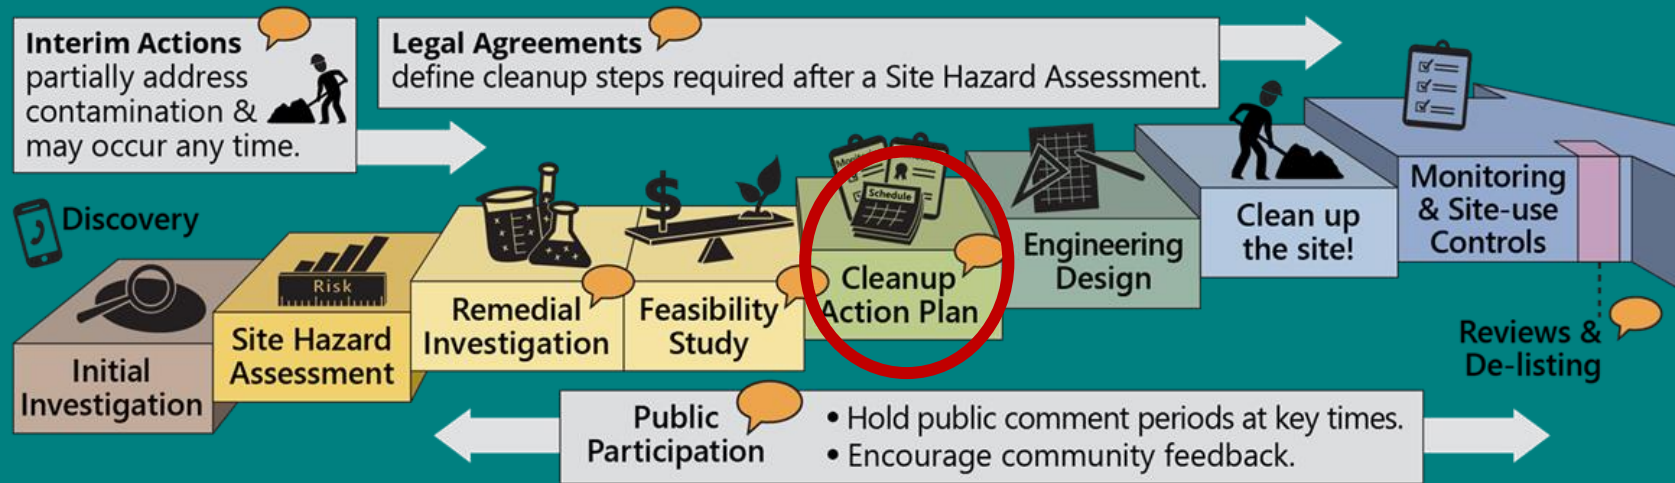 Interim Actions
partially address
contamination &
may occur any time.
Legal Agreements
define cleanup steps required after a Site Hazard Assessment.
Discovery
Initial
Investigation
Risk
Site Hazard
Assessment
Remedial
Investigation
$
Feasibility
Study
Schedule
Cleanup
Action Plan
Engineering
Design
Clean up
the site!
Monitoring
& Site-use
Controls
Reviews &
De-listing
Public
Participation
• Hold public comment periods at key times.
• Encourage community feedback.